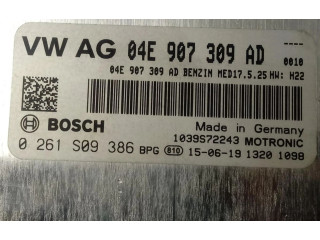 VW AG 04E 907 309 AD ----
0010
04E 907 309 AD BENZIN MED17.5.25 HW: H22
BOSCH
Made in Germany
1039S72243 MOTRONIC
0 261 S09 386 BPG 810 15-06-19 1320 1098